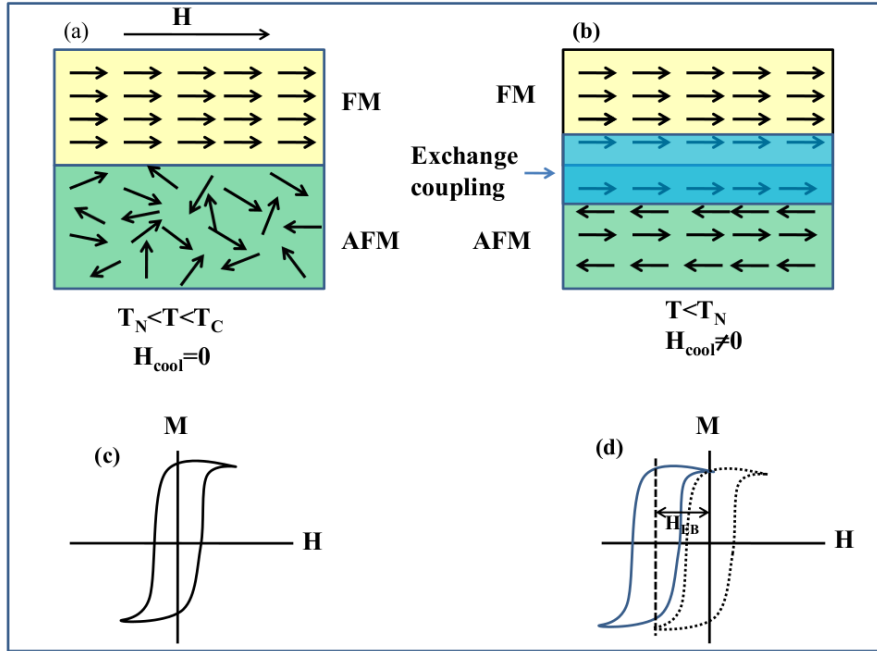 (a)
H
FM
AFM
T_N<T<T_C
H_cool=0
(b)
FM
Exchange
coupling
AFM
T<T_N
H_cool≠0
(c)
M
H
(d)
M
H_EB
H